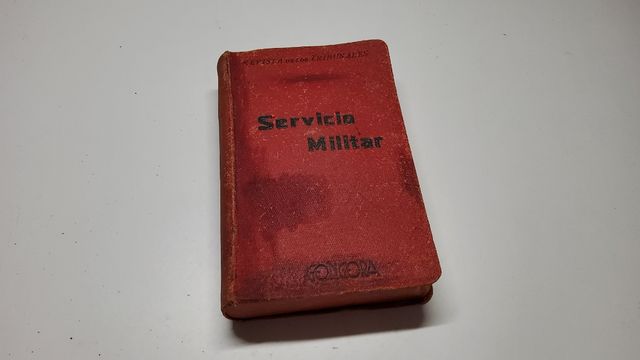 REVISTA DE LOS TRIBUNALES
Servicio
Militar
GONGORA